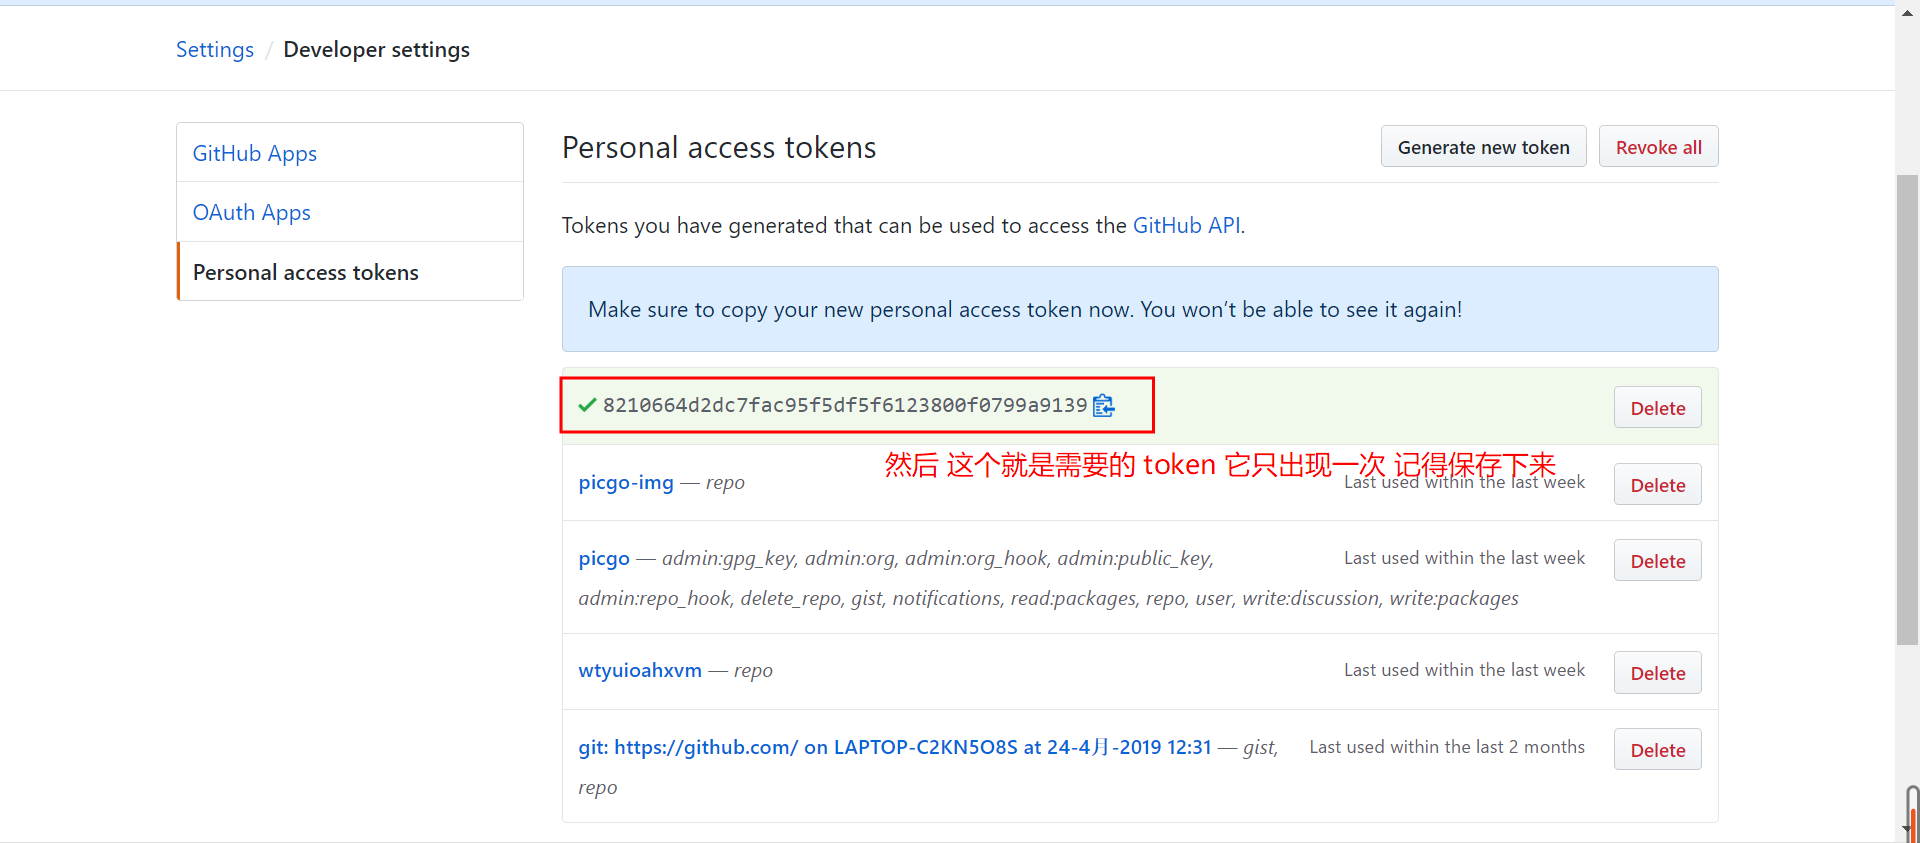 Settings / Developer settings
GitHub Apps
OAuth Apps
Personal access tokens
Personal access tokens
Generate new token
Revoke all
Tokens you have generated that can be used to access the GitHub API.
Make sure to copy your new personal access token now. You won’t be able to see it again!
8210664d2dc7fac95f5df5f6123800f0799a9139
Delete
然后 这个就是需要的 token 它只出现一次 记得保存下来
picgo-img — repo
Last used within the last week
Delete
picgo — admin:gpg_key, admin:org, admin:org_hook, admin:public_key,
admin:repo_hook, delete_repo, gist, notifications, read:packages, repo, user, write:discussion, write:packages
Last used within the last week
Delete
wtyuioahxvm — repo
Last used within the last week
Delete
git: https://github.com/ on LAPTOP-C2KN5O8S at 24-4月-2019 12:31 — gist,
repo
Last used within the last 2 months
Delete